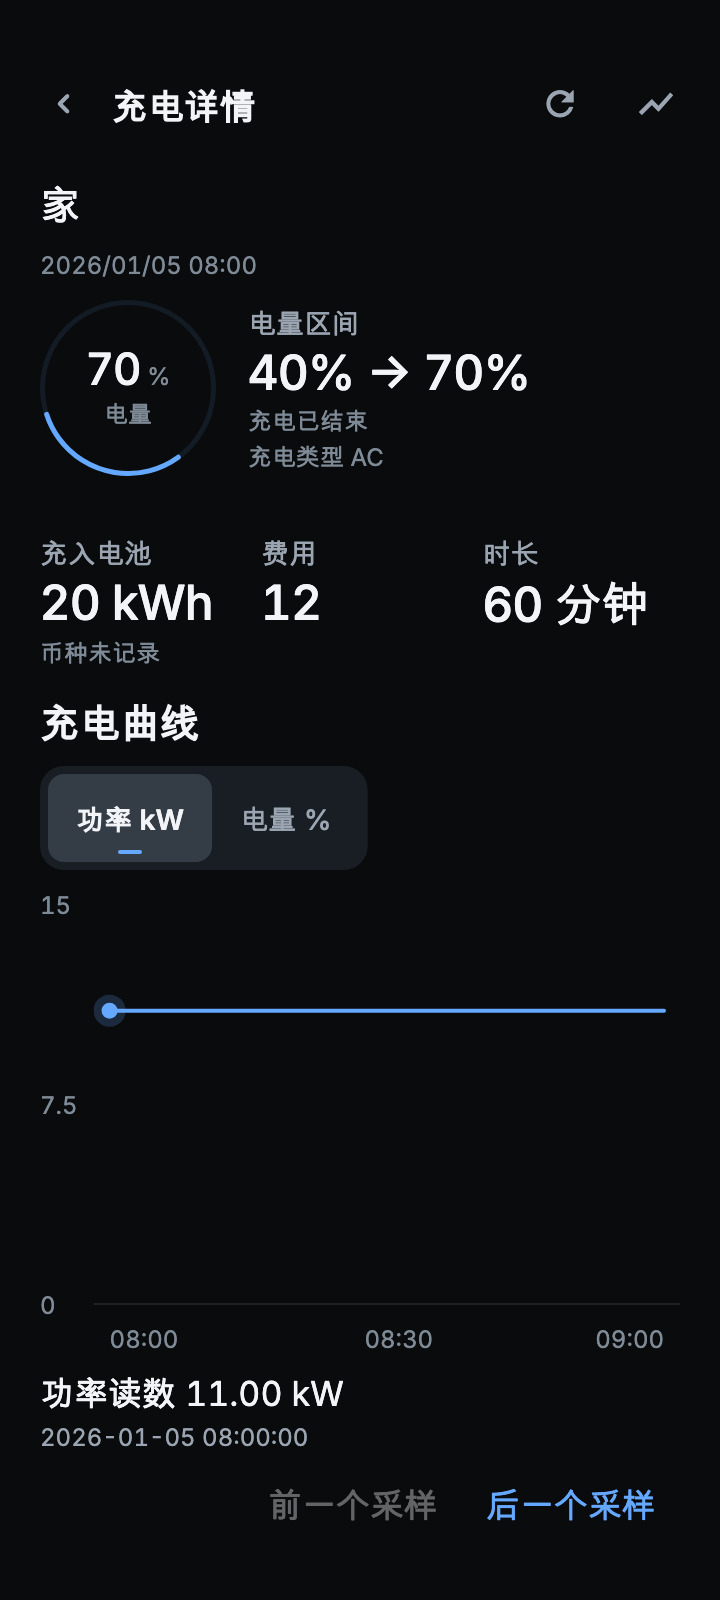 充电详情
家
2026/01/05 08:00
70 %
电量
电量区间
40% → 70%
充电已结束
充电类型 AC
充入电池
20 kWh
币种未记录
费用
12
时长
60 分钟
充电曲线
功率 kW
电量 %
15
7.5
0
08:00 08:30 09:00
功率读数 11.00 kW
2026-01-05 08:00:00
前一个采样 后一个采样